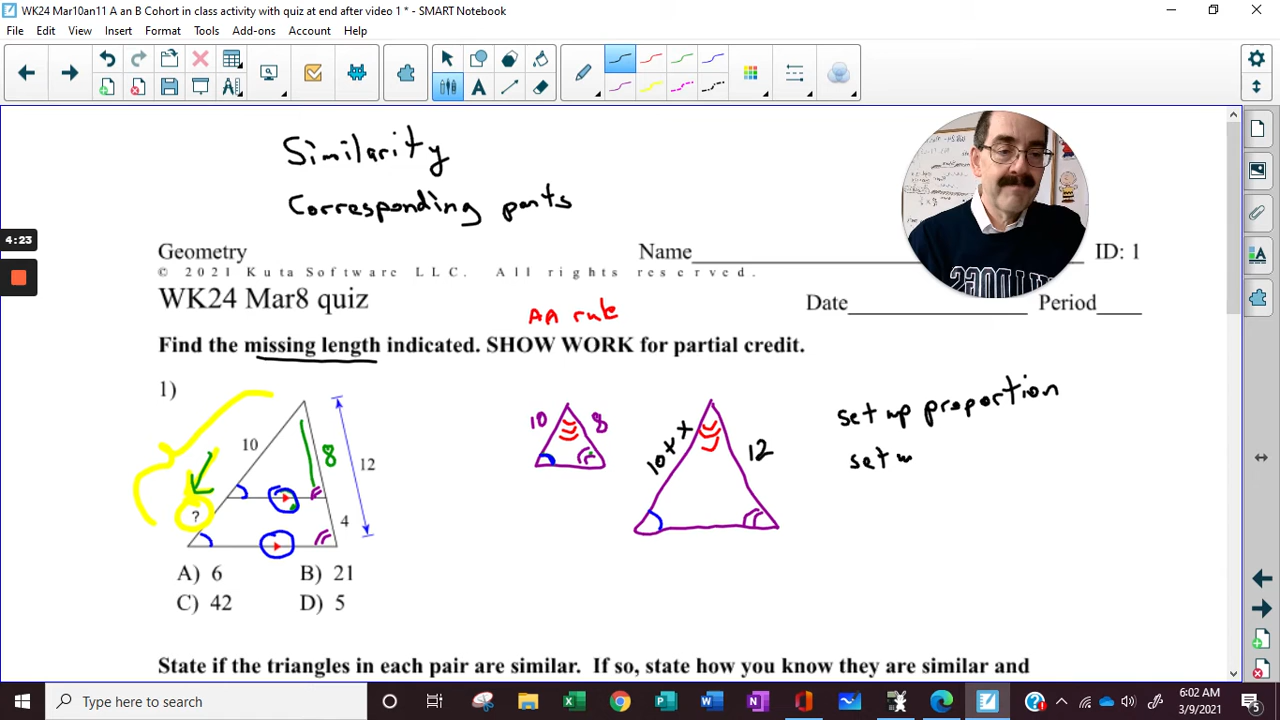 WK24 Mar10an11 A an B Cohort in class activity with quiz at end after video 1 * - SMART Notebook
File Edit View Insert Format Tools Add-ons Account Help
Similarity
Corresponding parts
4:23
Geometry
Name ID: 1
© 2021 Kuta Software LLC. All rights reserved.
WK24 Mar8 quiz
Date Period
AA rule
Find the missing length indicated. SHOW WORK for partial credit.
1)
10
8
12
?
4
10 8
10+x
12
set up proportion
set u
A) 6 B) 21
C) 42 D) 5
State if the triangles in each pair are similar. If so, state how you know they are similar and
Type here to search
6:02 AM
3/9/2021
5